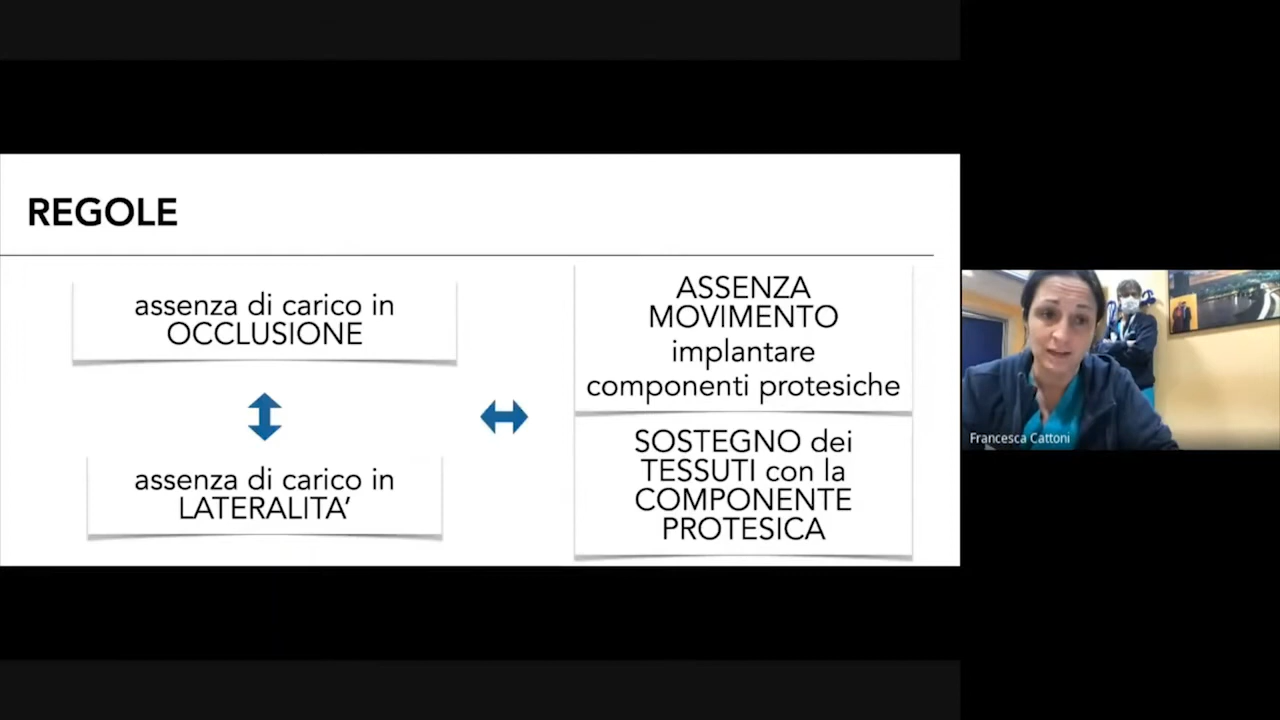 REGOLE
assenza di carico in
OCCLUSIONE
assenza di carico in
LATERALITA’
ASSENZA
MOVIMENTO
implantare
componenti protesiche
SOSTEGNO dei
TESSUTI con la
COMPONENTE
PROTESICA
Francesca Cattoni